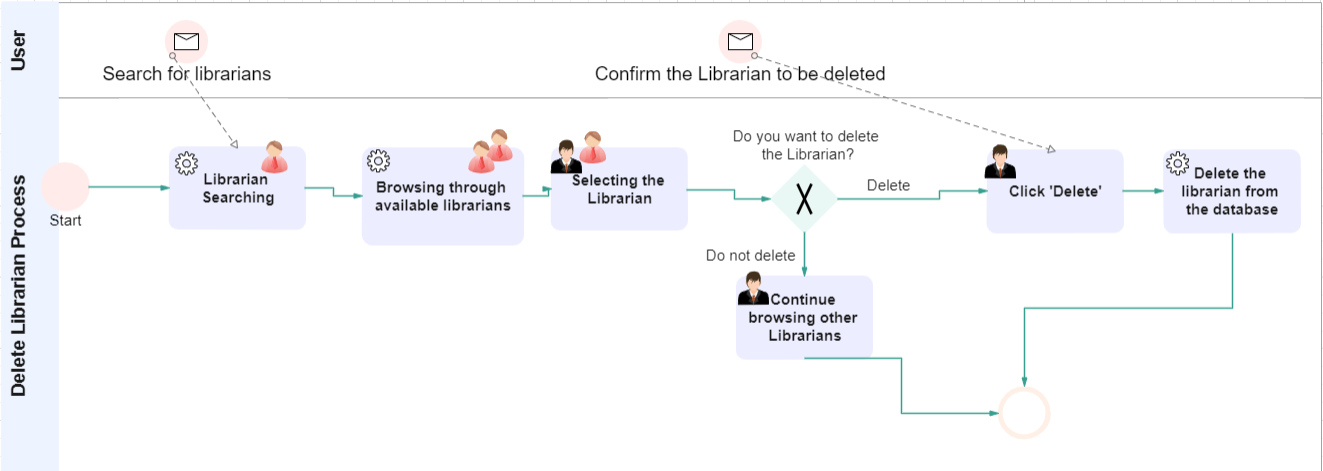 User
Search for librarians
Confirm the Librarian to be deleted
Delete Librarian Process
Start
Librarian
Searching
Browsing through
available librarians
Selecting the
Librarian
Do you want to delete
the Librarian?
Delete
Do not delete
Continue
browsing other
Librarians
Click 'Delete'
Delete the
librarian from
the database